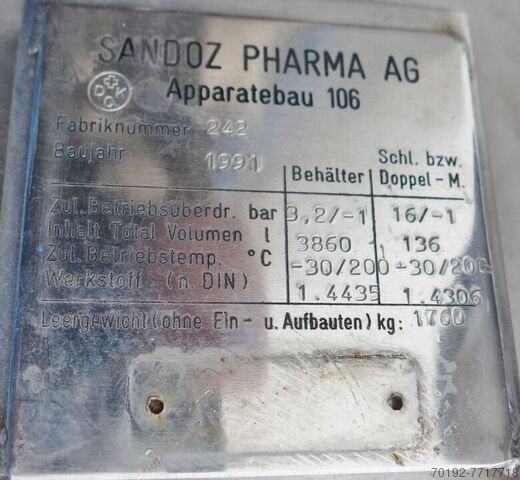 SANDOZ PHARMA AG
Apparatebau 106
Fabriknummer 242
Baujahr 1991
Behälter Schl. bzw. Doppel-M.
Zul. Betriebsüberdr. bar 3,2/-1 16/-1
Inhalt Total Volumen l 3860 136
Zul. Betriebstemp. °C -30/200 -30/200
Werkstoff (n. DIN) 1.4435 1.4306
Leergewicht (ohne Ein- u. Aufbauten) kg: 1760
70192-7717718